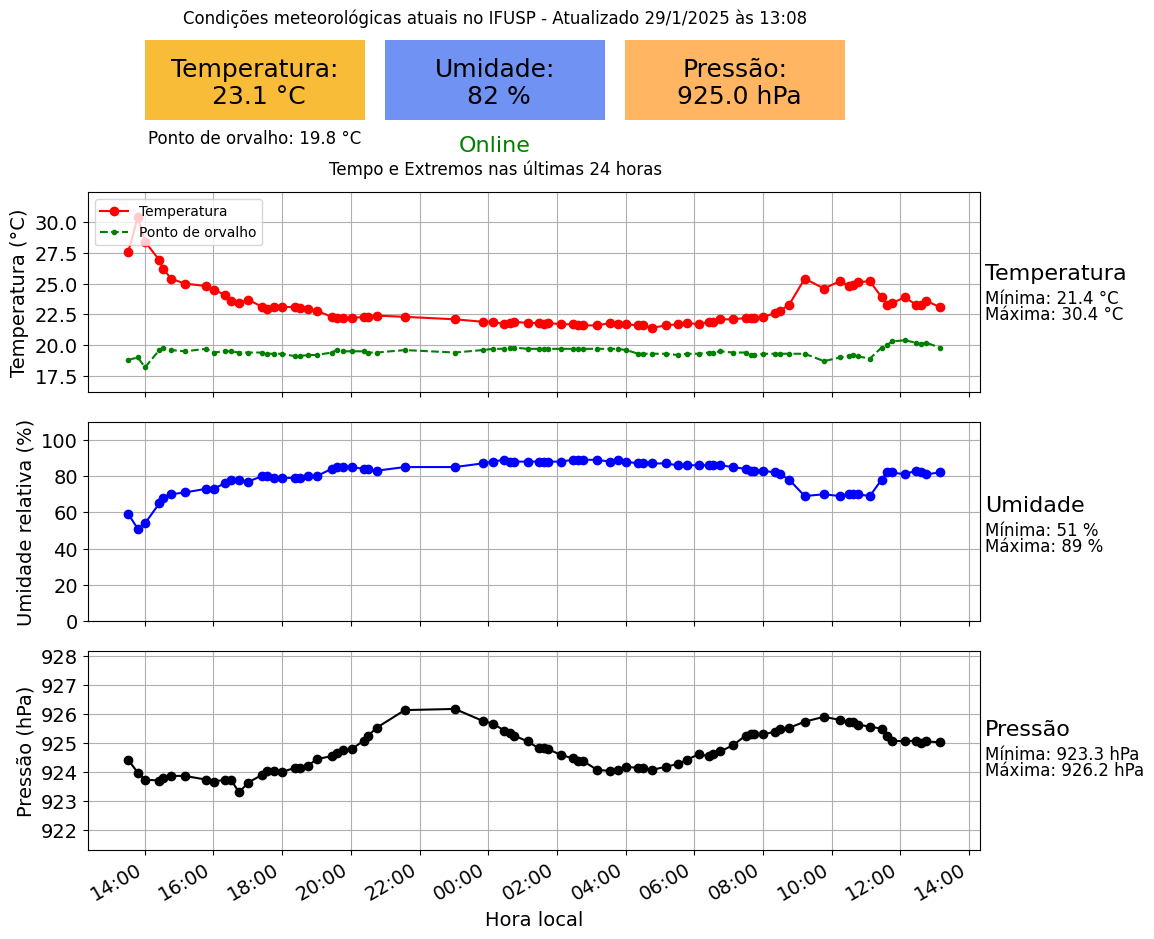 Condições meteorológicas atuais no IFUSP - Atualizado 29/1/2025 às 13:08
Temperatura:
23.1 °C
Umidade:
82 %
Pressão:
925.0 hPa
Ponto de orvalho: 19.8 °C
Online
Tempo e Extremos nas últimas 24 horas
Temperatura (°C)
30.0
27.5
25.0
22.5
20.0
17.5
Temperatura
Ponto de orvalho
Temperatura
Mínima: 21.4 °C
Máxima: 30.4 °C
Umidade relativa (%)
100
80
60
40
20
0
Umidade
Mínima: 51 %
Máxima: 89 %
Pressão (hPa)
928
927
926
925
924
923
922
Pressão
Mínima: 923.3 hPa
Máxima: 926.2 hPa
14:00 16:00 18:00 20:00 22:00 00:00 02:00 04:00 06:00 08:00 10:00 12:00 14:00
Hora local